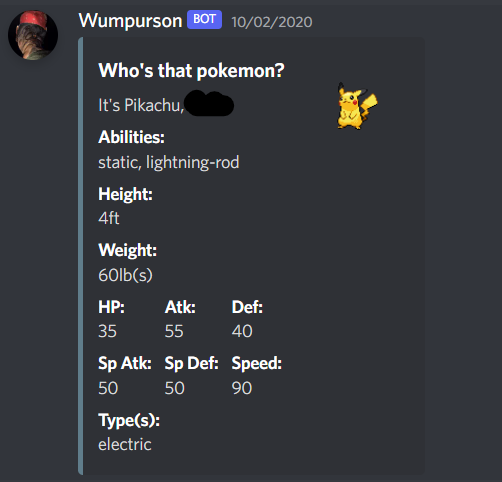 Wumpurson BOT 10/02/2020
Who's that pokemon?
It's Pikachu,
Abilities:
static, lightning-rod
Height:
4ft
Weight:
60lb(s)
HP: Atk: Def:
35 55 40
Sp Atk: Sp Def: Speed:
50 50 90
Type(s):
electric